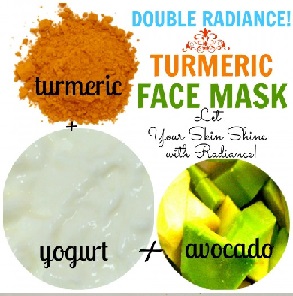 DOUBLE RADIANCE!
TURMERIC
FACE MASK
Let
Your Skin Shine
with Radiance!
turmeric
+
yogurt + avocado